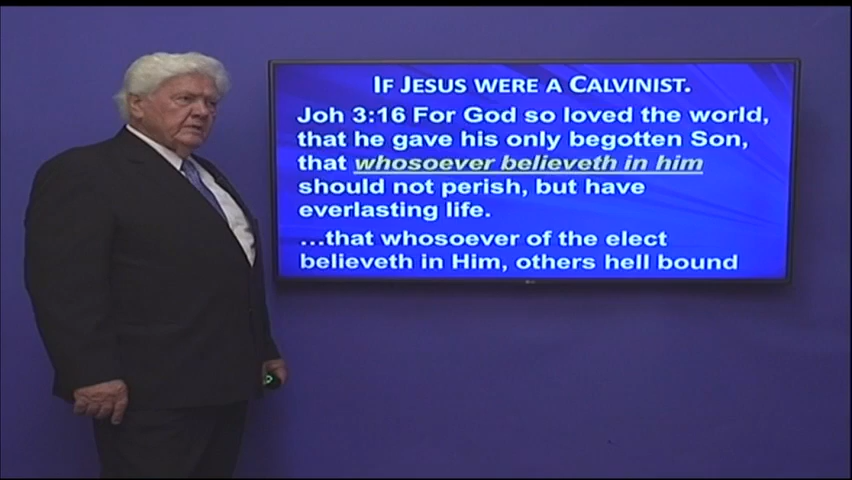 IF JESUS WERE A CALVINIST.
Joh 3:16 For God so loved the world,
that he gave his only begotten Son,
that whosoever believeth in him
should not perish, but have
everlasting life.
...that whosoever of the elect
believeth in Him, others hell bound